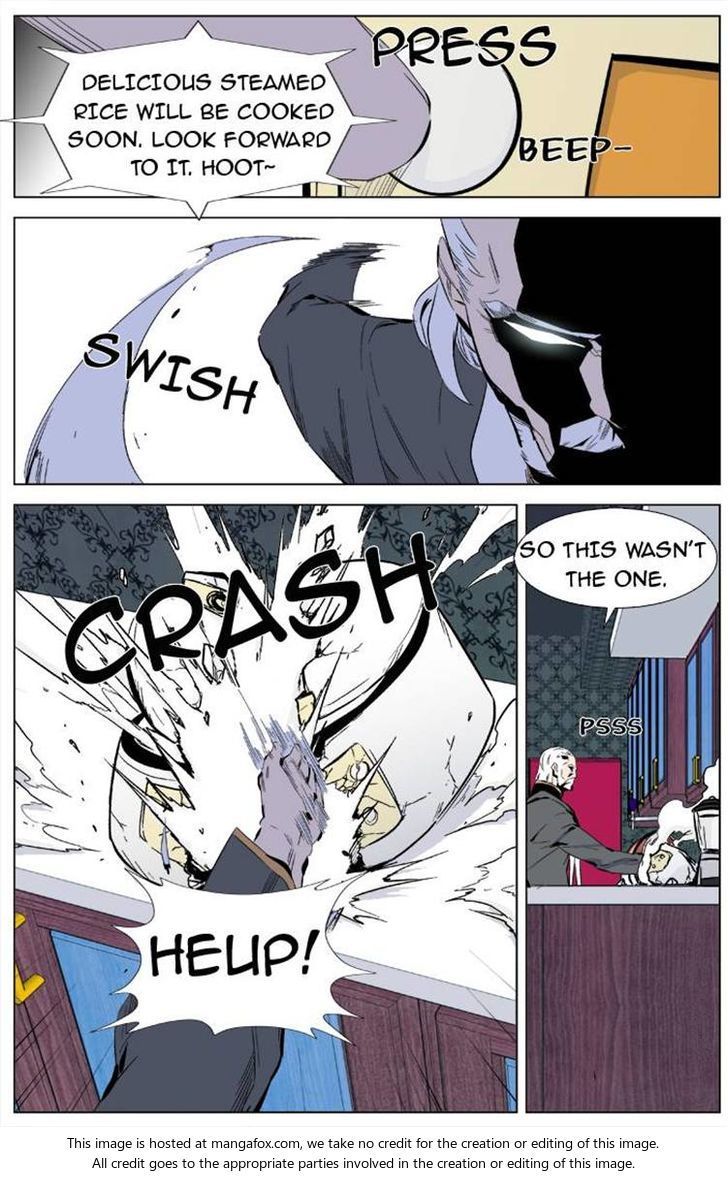 PRESS
DELICIOUS STEAMED
RICE WILL BE COOKED
SOON. LOOK FORWARD
TO IT. HOOT~
BEEP-
SWISH
CRASH
HEUP!
SO THIS WASN'T
THE ONE.
PSSS
This image is hosted at mangafox.com, we take no credit for the creation or editing of this image.
All credit goes to the appropriate parties involved in the creation or editing of this image.